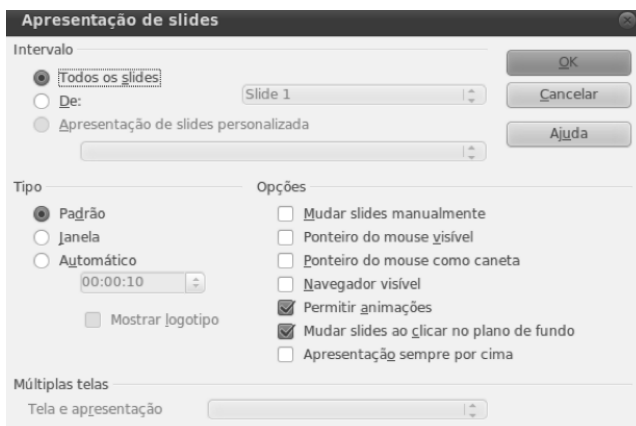 Apresentação de slides
Intervalo
Todos os slides
De:
Slide 1
Apresentação de slides personalizada
OK
Cancelar
Ajuda
Tipo
Padrão
Janela
Automático
00:00:10
Mostrar logotipo
Opções
Mudar slides manualmente
Ponteiro do mouse visível
Ponteiro do mouse como caneta
Navegador visível
Permitir animações
Mudar slides ao clicar no plano de fundo
Apresentação sempre por cima
Múltiplas telas
Tela e apresentação